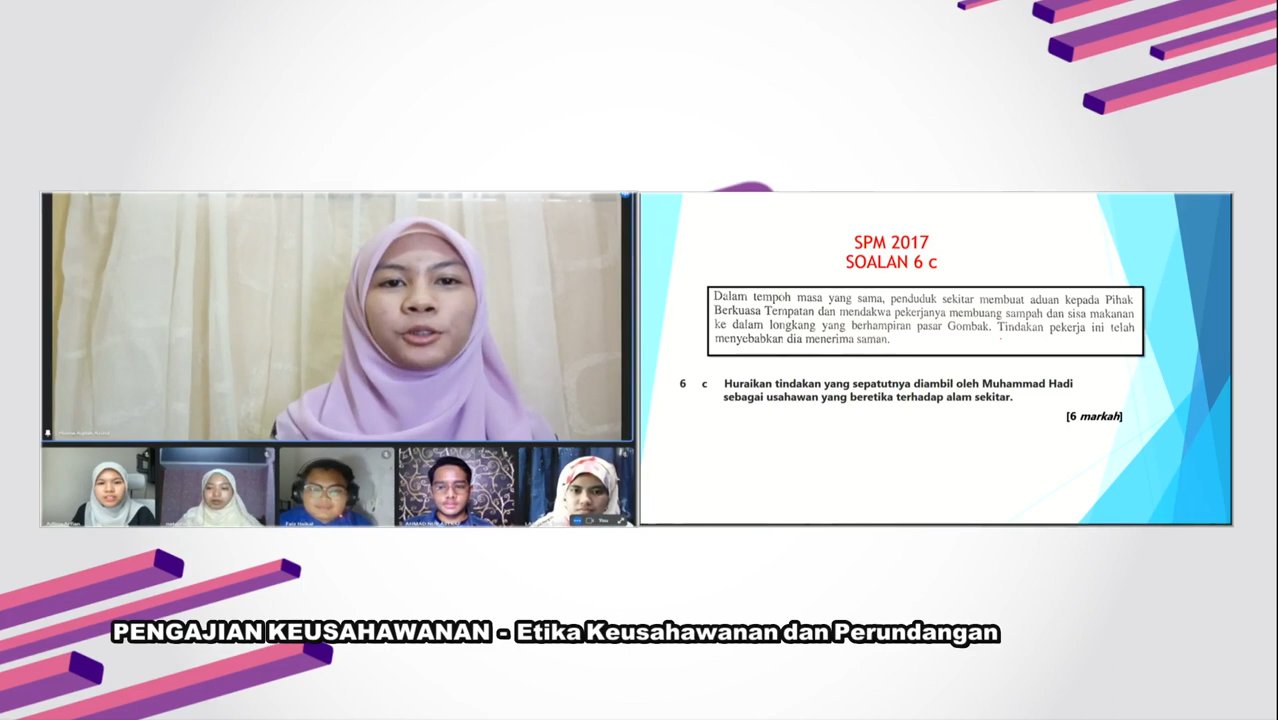 SPM 2017
SOALAN 6 c
Dalam tempoh masa yang sama, penduduk sekitar membuat aduan kepada Pihak
Berkuasa Tempatan dan mendakwa pekerjanya membuang sampah dan sisa makanan
ke dalam longkang yang berhampiran pasar Gombak. Tindakan pekerja ini telah
menyebabkan dia menerima saman.
6 c Huraikan tindakan yang sepatutnya diambil oleh Muhammad Hadi
sebagai usahawan yang beretika terhadap alam sekitar.
[6 markah]
You
PENGAJIAN KEUSAHAWANAN - Etika Keusahawanan dan Perundangan